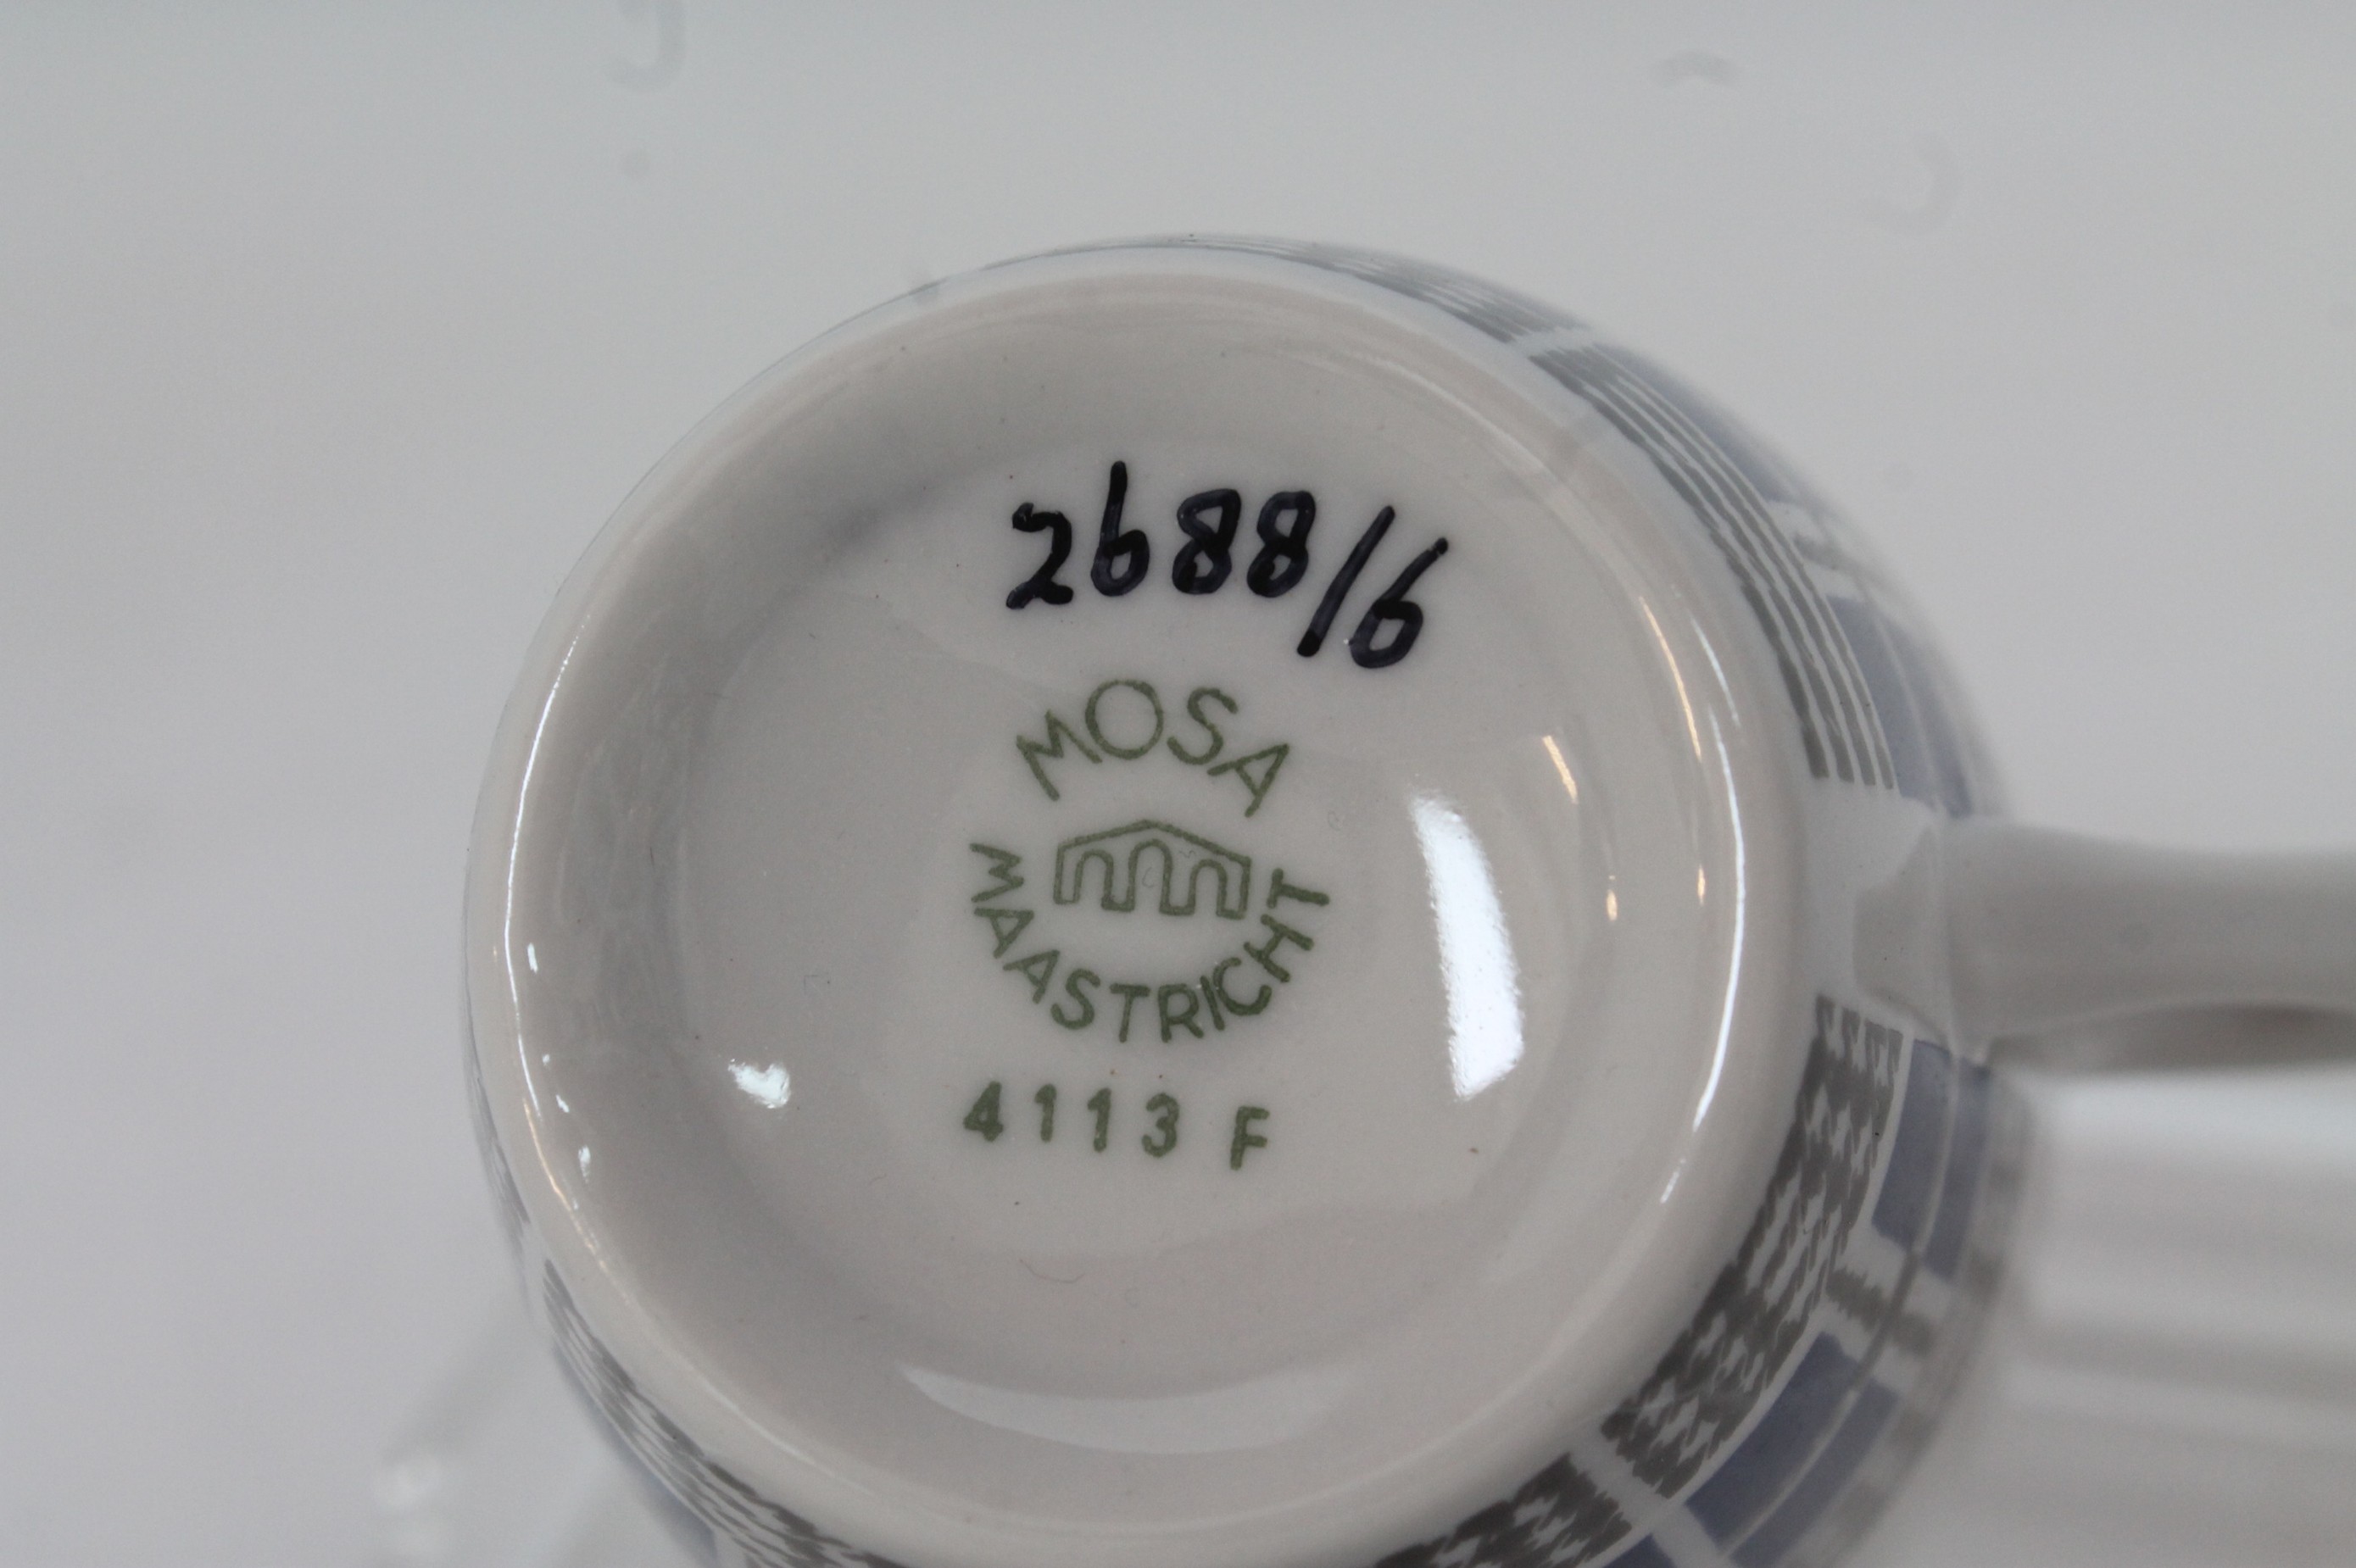 2688/6
MOSA
MAASTRICHT
4113 F